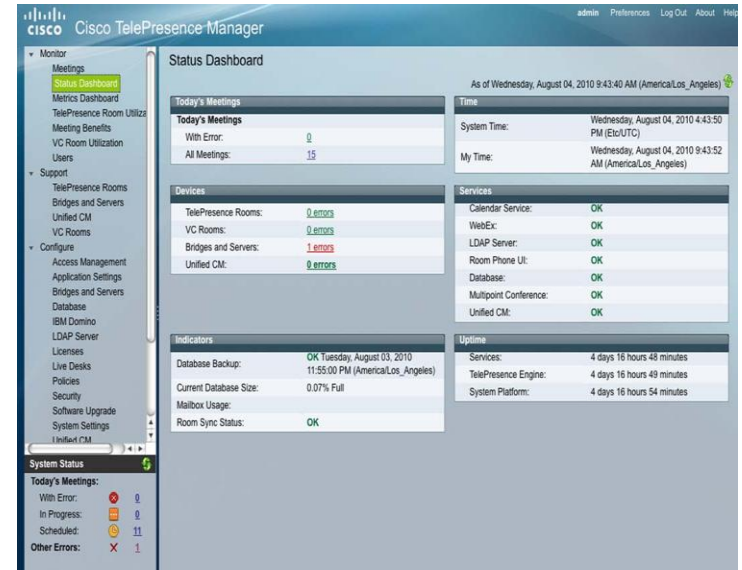 cisco Cisco TelePresence Manager
admin Preferences Log Out About Help
Monitor
Meetings
Status Dashboard
Metrics Dashboard
TelePresence Room Utiliza
Meeting Benefits
VC Room Utilization
Users
Support
TelePresence Rooms
Bridges and Servers
Unified CM
VC Rooms
Configure
Access Management
Application Settings
Bridges and Servers
Database
IBM Domino
LDAP Server
Licenses
Live Desks
Policies
Security
Software Upgrade
System Settings
Unified CM
System Status
Today's Meetings:
With Error: 0
In Progress: 0
Scheduled: 11
Other Errors: 1
Status Dashboard
As of Wednesday, August 04, 2010 9:43:40 AM (America/Los_Angeles)
Today's Meetings
Today's Meetings
With Error: 0
All Meetings: 15
Time
System Time: Wednesday, August 04, 2010 4:43:50
PM (Etc/UTC)
My Time: Wednesday, August 04, 2010 9:43:52
AM (America/Los_Angeles)
Devices
TelePresence Rooms: 0 errors
VC Rooms: 0 errors
Bridges and Servers: 1 errors
Unified CM: 0 errors
Services
Calendar Service: OK
WebEx: OK
LDAP Server: OK
Room Phone UI: OK
Database: OK
Multipoint Conference: OK
Unified CM: OK
Indicators
Database Backup: OK Tuesday, August 03, 2010
11:55:00 PM (America/Los_Angeles)
Current Database Size: 0.07% Full
Mailbox Usage:
Room Sync Status: OK
Uptime
Services: 4 days 16 hours 48 minutes
TelePresence Engine: 4 days 16 hours 49 minutes
System Platform: 4 days 16 hours 54 minutes